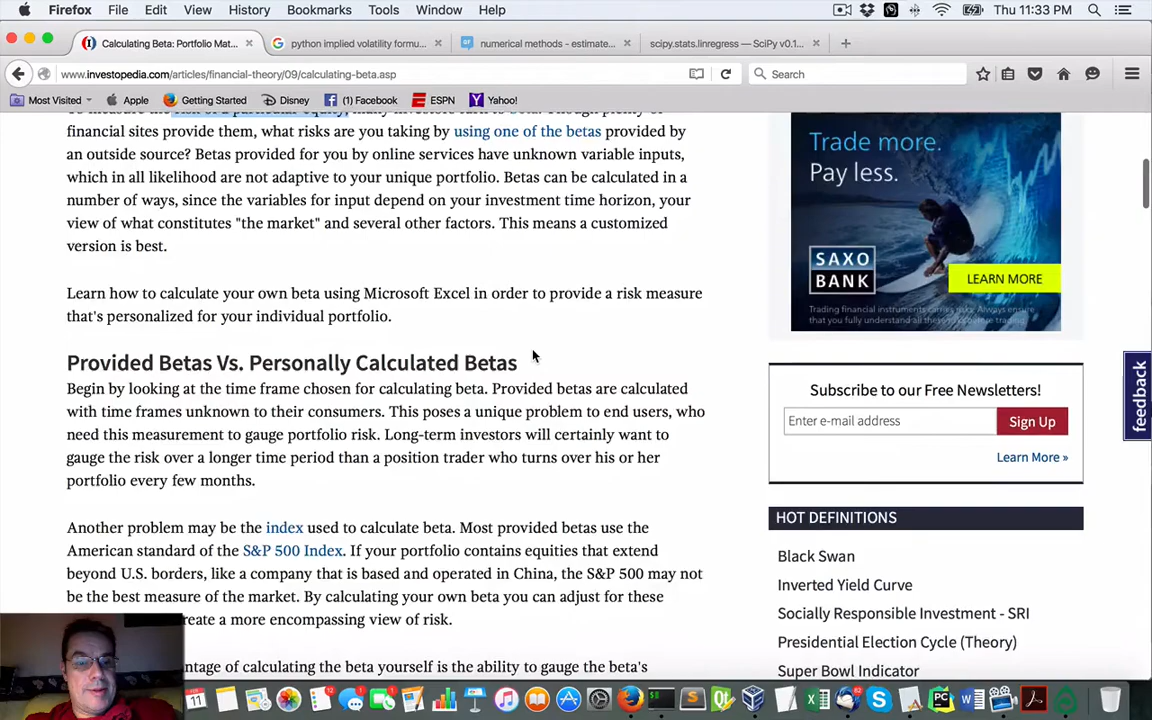 Firefox File Edit View History Bookmarks Tools Window Help Thu 11:33 PM
Calculating Beta: Portfolio Mat... × python implied volatility formu... × numerical methods - estimate... × scipy.stats.linregress — SciPy v0.1... × +
www.investopedia.com/articles/financial-theory/09/calculating-beta.asp Search
Most Visited Apple Getting Started Disney (1) Facebook ESPN Yahoo!
financial sites provide them, what risks are you taking by using one of the betas provided by
an outside source? Betas provided for you by online services have unknown variable inputs,
which in all likelihood are not adaptive to your unique portfolio. Betas can be calculated in a
number of ways, since the variables for input depend on your investment time horizon, your
view of what constitutes "the market" and several other factors. This means a customized
version is best.
Learn how to calculate your own beta using Microsoft Excel in order to provide a risk measure
that's personalized for your individual portfolio.
Provided Betas Vs. Personally Calculated Betas
Begin by looking at the time frame chosen for calculating beta. Provided betas are calculated
with time frames unknown to their consumers. This poses a unique problem to end users, who
need this measurement to gauge portfolio risk. Long-term investors will certainly want to
gauge the risk over a longer time period than a position trader who turns over his or her
portfolio every few months.
Another problem may be the index used to calculate beta. Most provided betas use the
American standard of the S&P 500 Index. If your portfolio contains equities that extend
beyond U.S. borders, like a company that is based and operated in China, the S&P 500 may not
be the best measure of the market. By calculating your own beta you can adjust for these
reate a more encompassing view of risk.
ntage of calculating the beta yourself is the ability to gauge the beta's
Trade more.
Pay less.
SAXO
BANK
LEARN MORE
Trading financial instruments carries risk. Always ensure
that you fully understand all these risks before trading.
Subscribe to our Free Newsletters!
Enter e-mail address Sign Up
Learn More »
HOT DEFINITIONS
Black Swan
Inverted Yield Curve
Socially Responsible Investment - SRI
Presidential Election Cycle (Theory)
Super Bowl Indicator
feedback